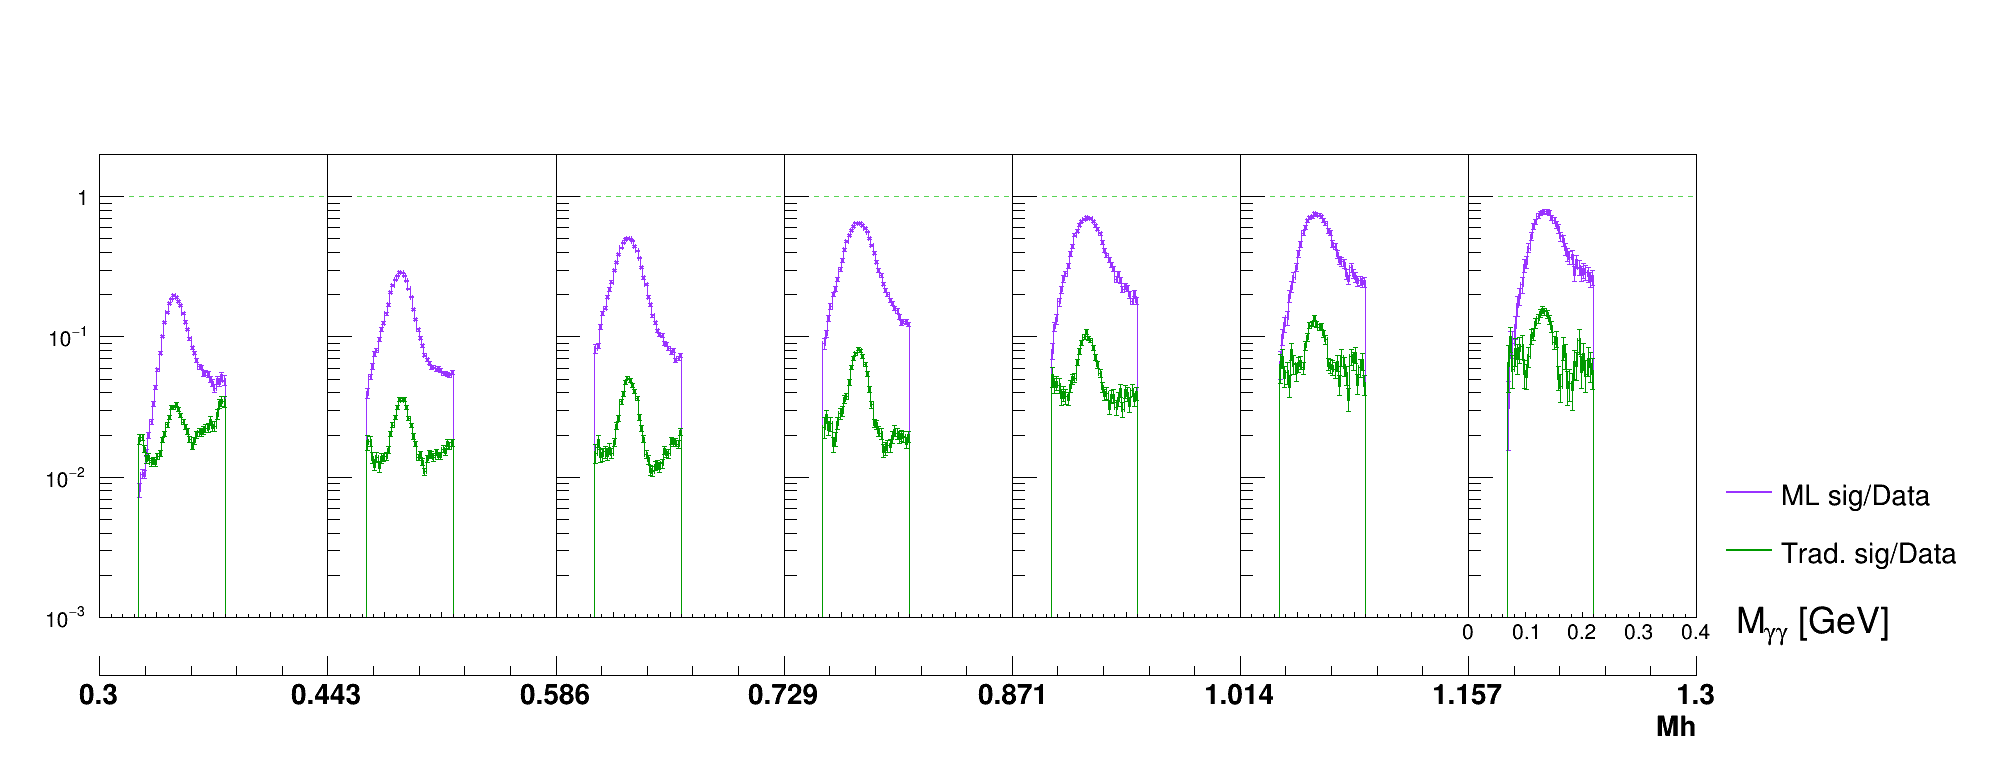 1
10⁻¹
10⁻²
10⁻³
ML sig/Data
Trad. sig/Data
0 0.1 0.2 0.3 0.4
Mγγ [GeV]
0.3 0.443 0.586 0.729 0.871 1.014 1.157 1.3
Mh